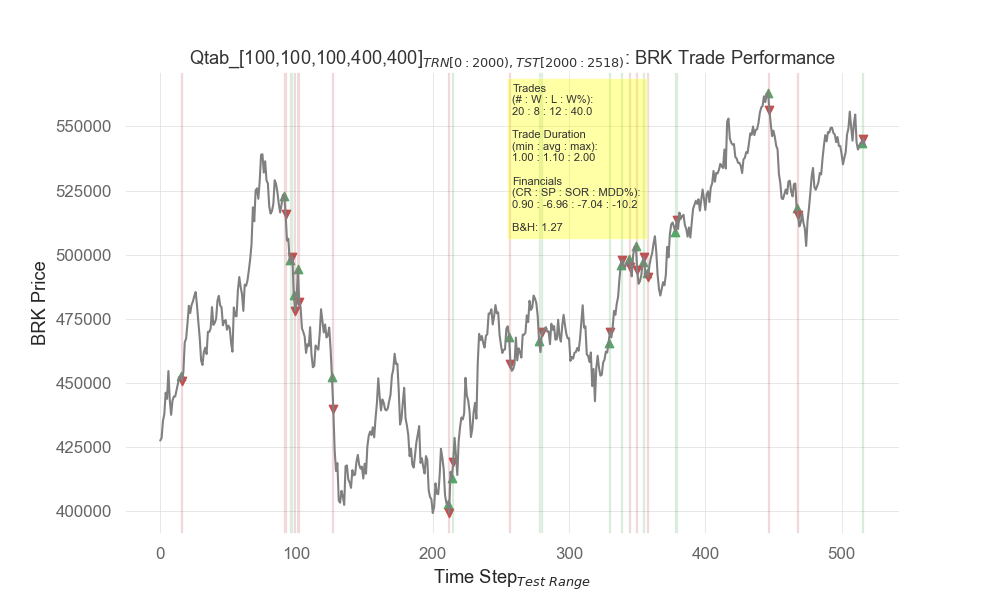 Qtab_[100,100,100,400,400]TRN[0 : 2000), TST[2000 : 2518): BRK Trade Performance
Trades
(# : W : L : W%):
20 : 8 : 12 : 40.0
Trade Duration
(min : avg : max):
1.00 : 1.10 : 2.00
Financials
(CR : SP : SOR : MDD%):
0.90 : -6.96 : -7.04 : -10.2
B&H: 1.27
BRK Price
550000
525000
500000
475000
450000
425000
400000
0 100 200 300 400 500
Time StepTest Range